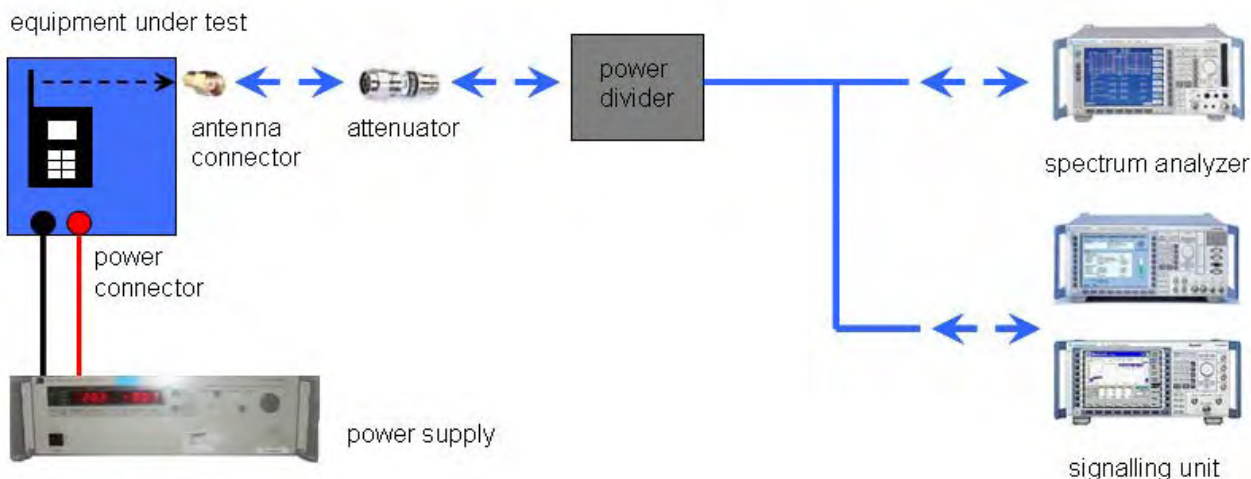 equipment under test
antenna
connector
attenuator
power
divider
spectrum analyzer
power
connector
power supply
signalling unit